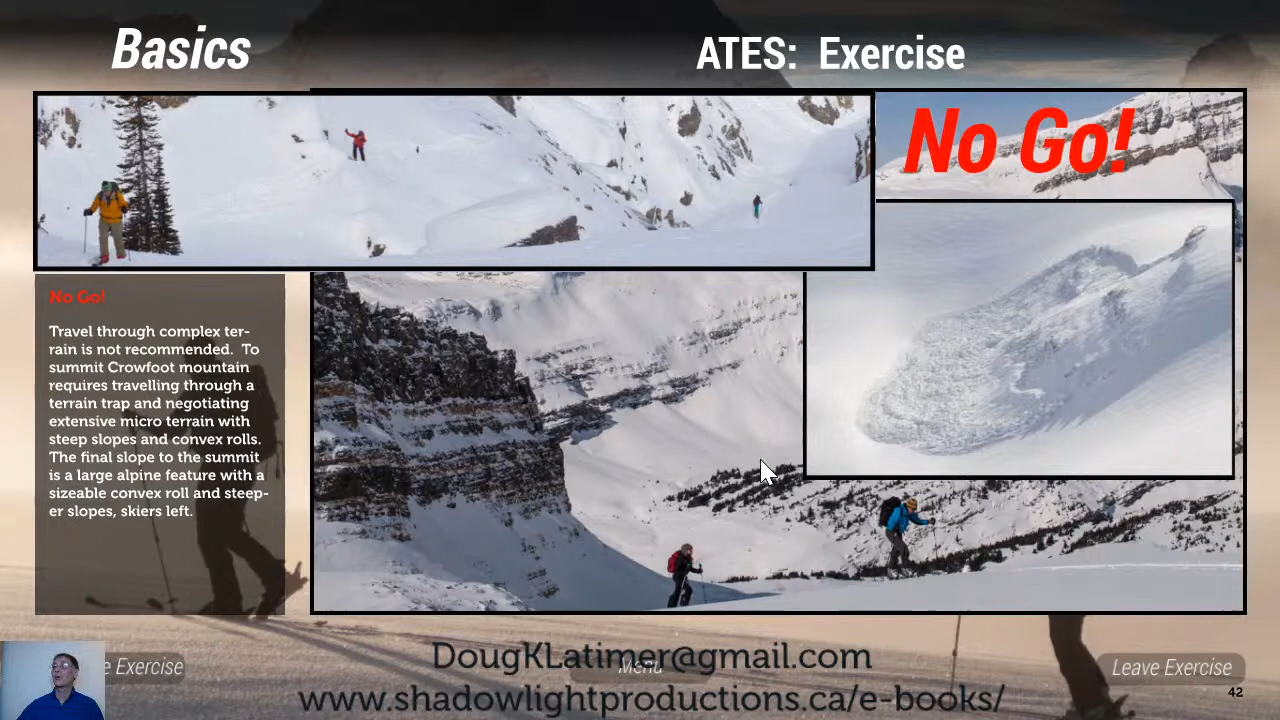 Basics
ATES: Exercise
No Go!
No Go!
Travel through complex ter-
rain is not recommended. To
summit Crowfoot mountain
requires travelling through a
terrain trap and negotiating
extensive micro terrain with
steep slopes and convex rolls.
The final slope to the summit
is a large alpine feature with a
sizeable convex roll and steep-
er slopes, skiers left.
DougKLatimer@gmail.com
e Exercise
Menu
Leave Exercise
www.shadowlightproductions.ca/e-books/
42